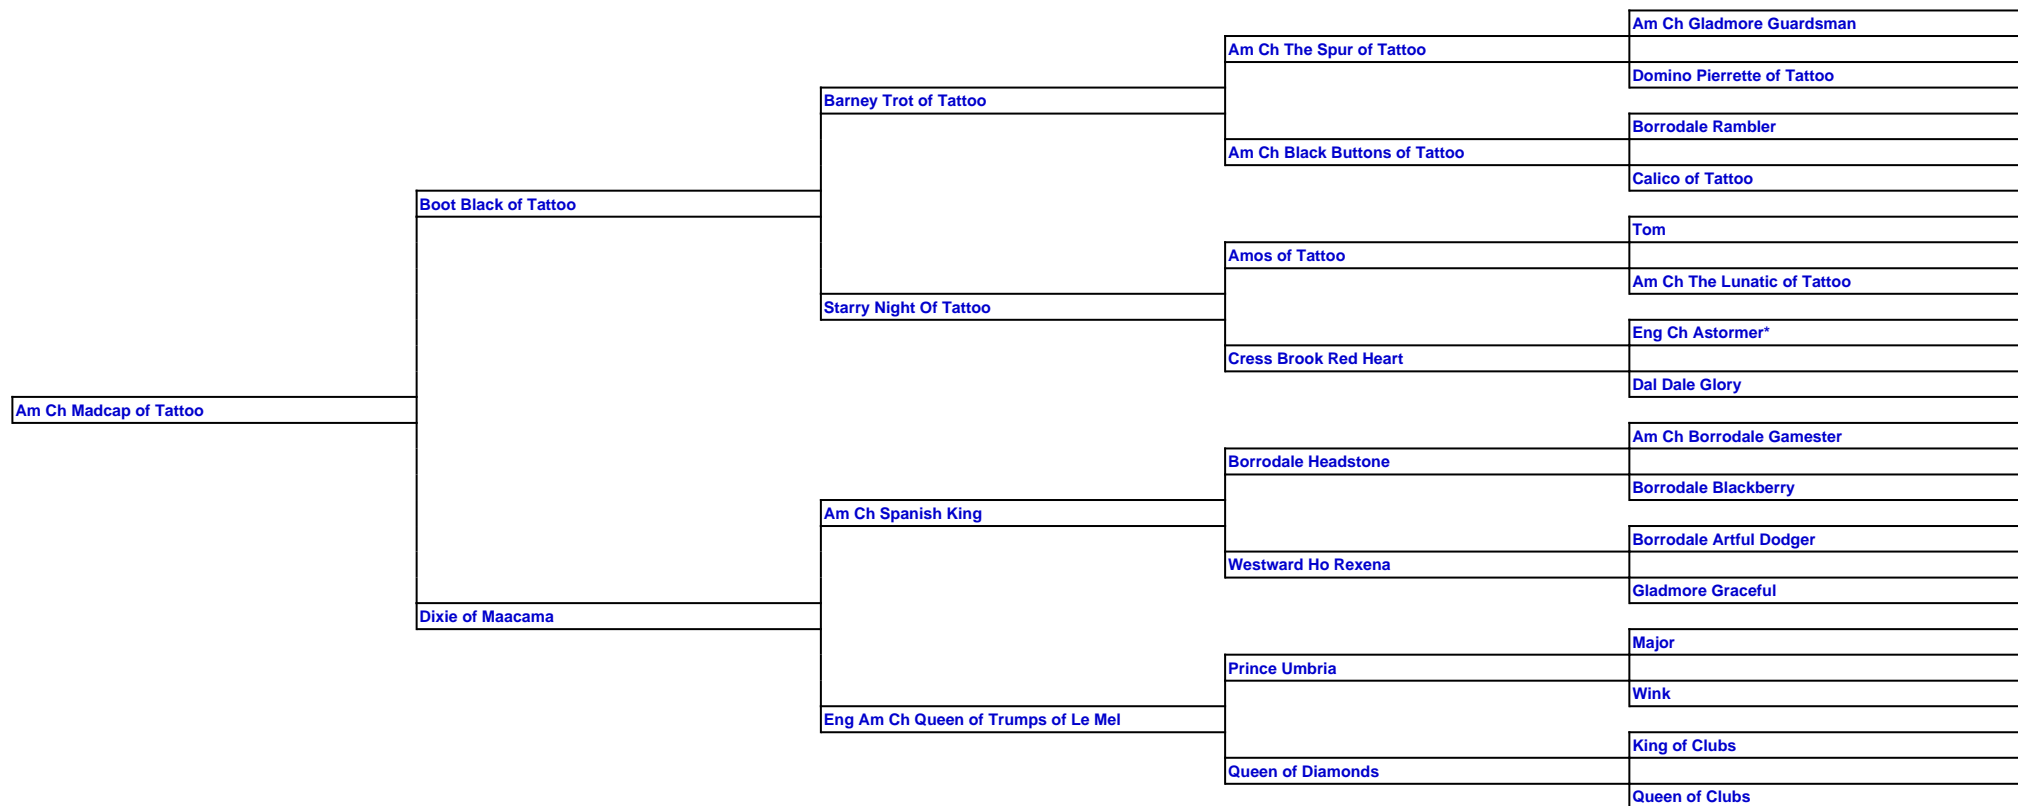 Am Ch Gladmore Guardsman
Am Ch The Spur of Tattoo
Domino Pierrette of Tattoo
Barney Trot of Tattoo
Borrodale Rambler
Am Ch Black Buttons of Tattoo
Calico of Tattoo
Boot Black of Tattoo
Tom
Amos of Tattoo
Am Ch The Lunatic of Tattoo
Starry Night Of Tattoo
Eng Ch Astormer*
Cress Brook Red Heart
Dal Dale Glory
Am Ch Madcap of Tattoo
Am Ch Borrodale Gamester
Borrodale Headstone
Borrodale Blackberry
Am Ch Spanish King
Borrodale Artful Dodger
Westward Ho Rexena
Gladmore Graceful
Dixie of Maacama
Major
Prince Umbria
Wink
Eng Am Ch Queen of Trumps of Le Mel
King of Clubs
Queen of Diamonds
Queen of Clubs